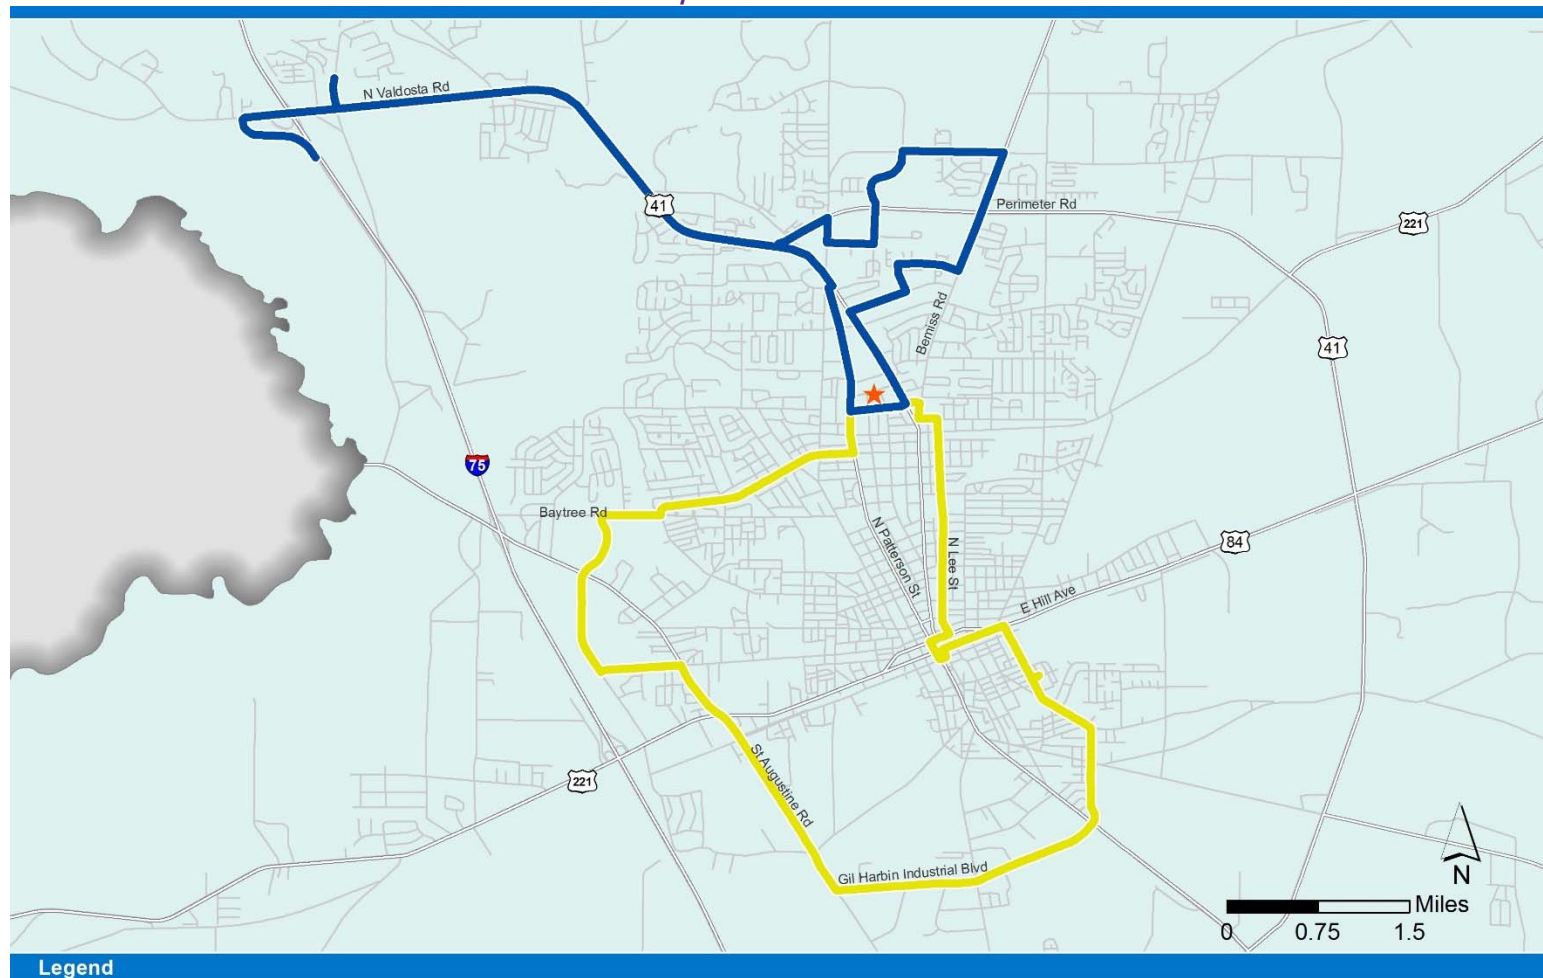 N Valdosta Rd
41
Perimeter Rd
221
Bemiss Rd
41
75
Baytree Rd
N Patterson St
N Lee St
84
E Hill Ave
St Augustine Rd
221
Gil Harbin Industrial Blvd
N
Miles
0 0.75 1.5
Legend